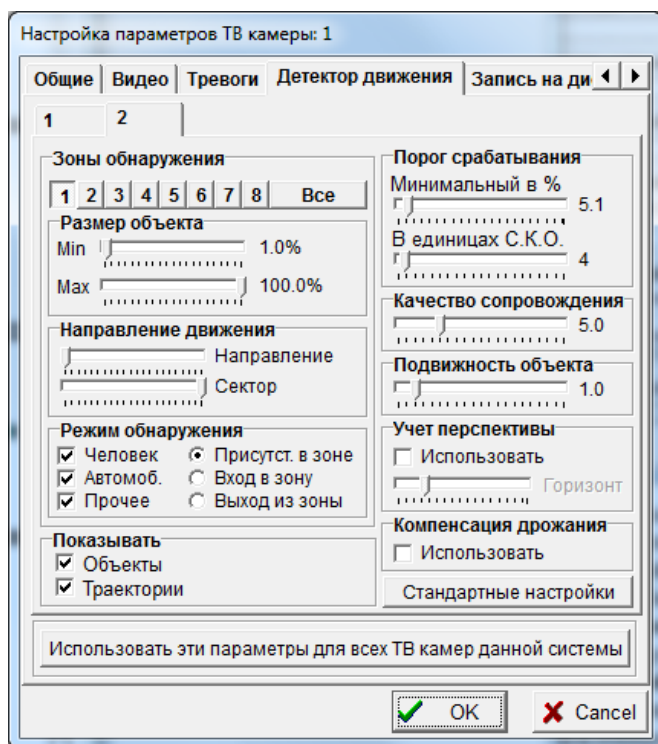 Настройка параметров ТВ камеры: 1
Общие Видео Тревоги Детектор движения Запись на ди
1 2
Зоны обнаружения
1 2 3 4 5 6 7 8 Все
Размер объекта
Min 1.0%
Max 100.0%
Направление движения
Направление
Сектор
Режим обнаружения
Человек Присутст. в зоне
Автомоб. Вход в зону
Прочее Выход из зоны
Показывать
Объекты
Траектории
Порог срабатывания
Минимальный в %
5.1
В единицах С.К.О.
4
Качество сопровождения
5.0
Подвижность объекта
1.0
Учет перспективы
Использовать
Горизонт
Компенсация дрожания
Использовать
Стандартные настройки
Использовать эти параметры для всех ТВ камер данной системы
OK Cancel